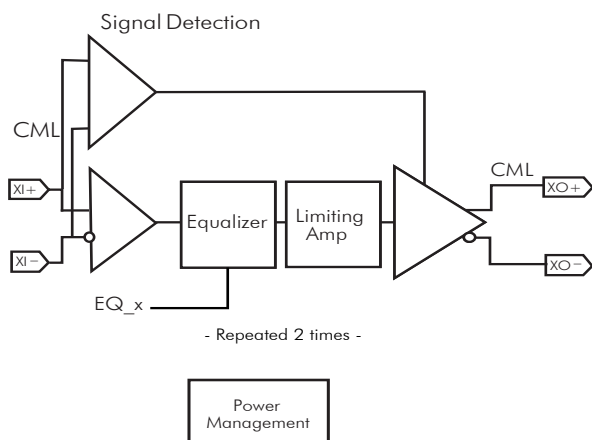 Signal Detection
CML
XI+
XI−
Equalizer
Limiting
Amp
CML
XO+
XO−
EQ_x
- Repeated 2 times -
Power
Management